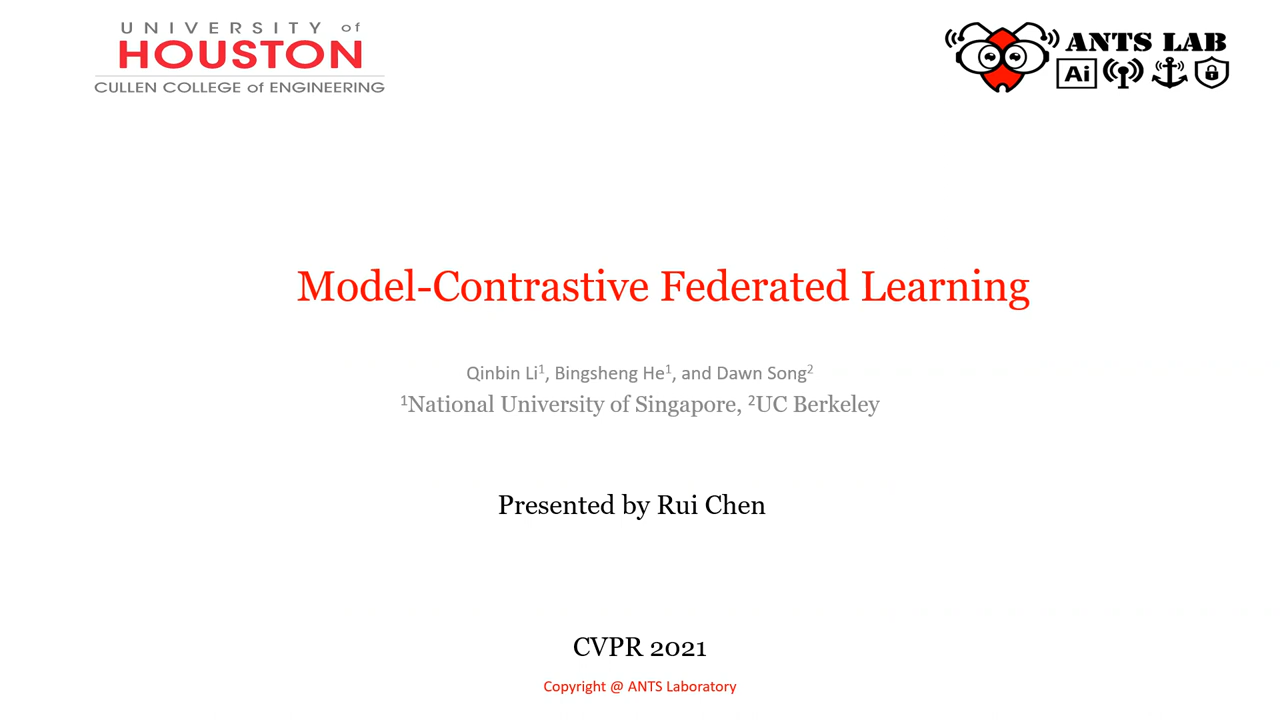 UNIVERSITY of
HOUSTON
CULLEN COLLEGE of ENGINEERING
ANTS LAB
Ai
Model-Contrastive Federated Learning
Qinbin Li¹, Bingsheng He¹, and Dawn Song²
¹National University of Singapore, ²UC Berkeley
Presented by Rui Chen
CVPR 2021
Copyright @ ANTS Laboratory